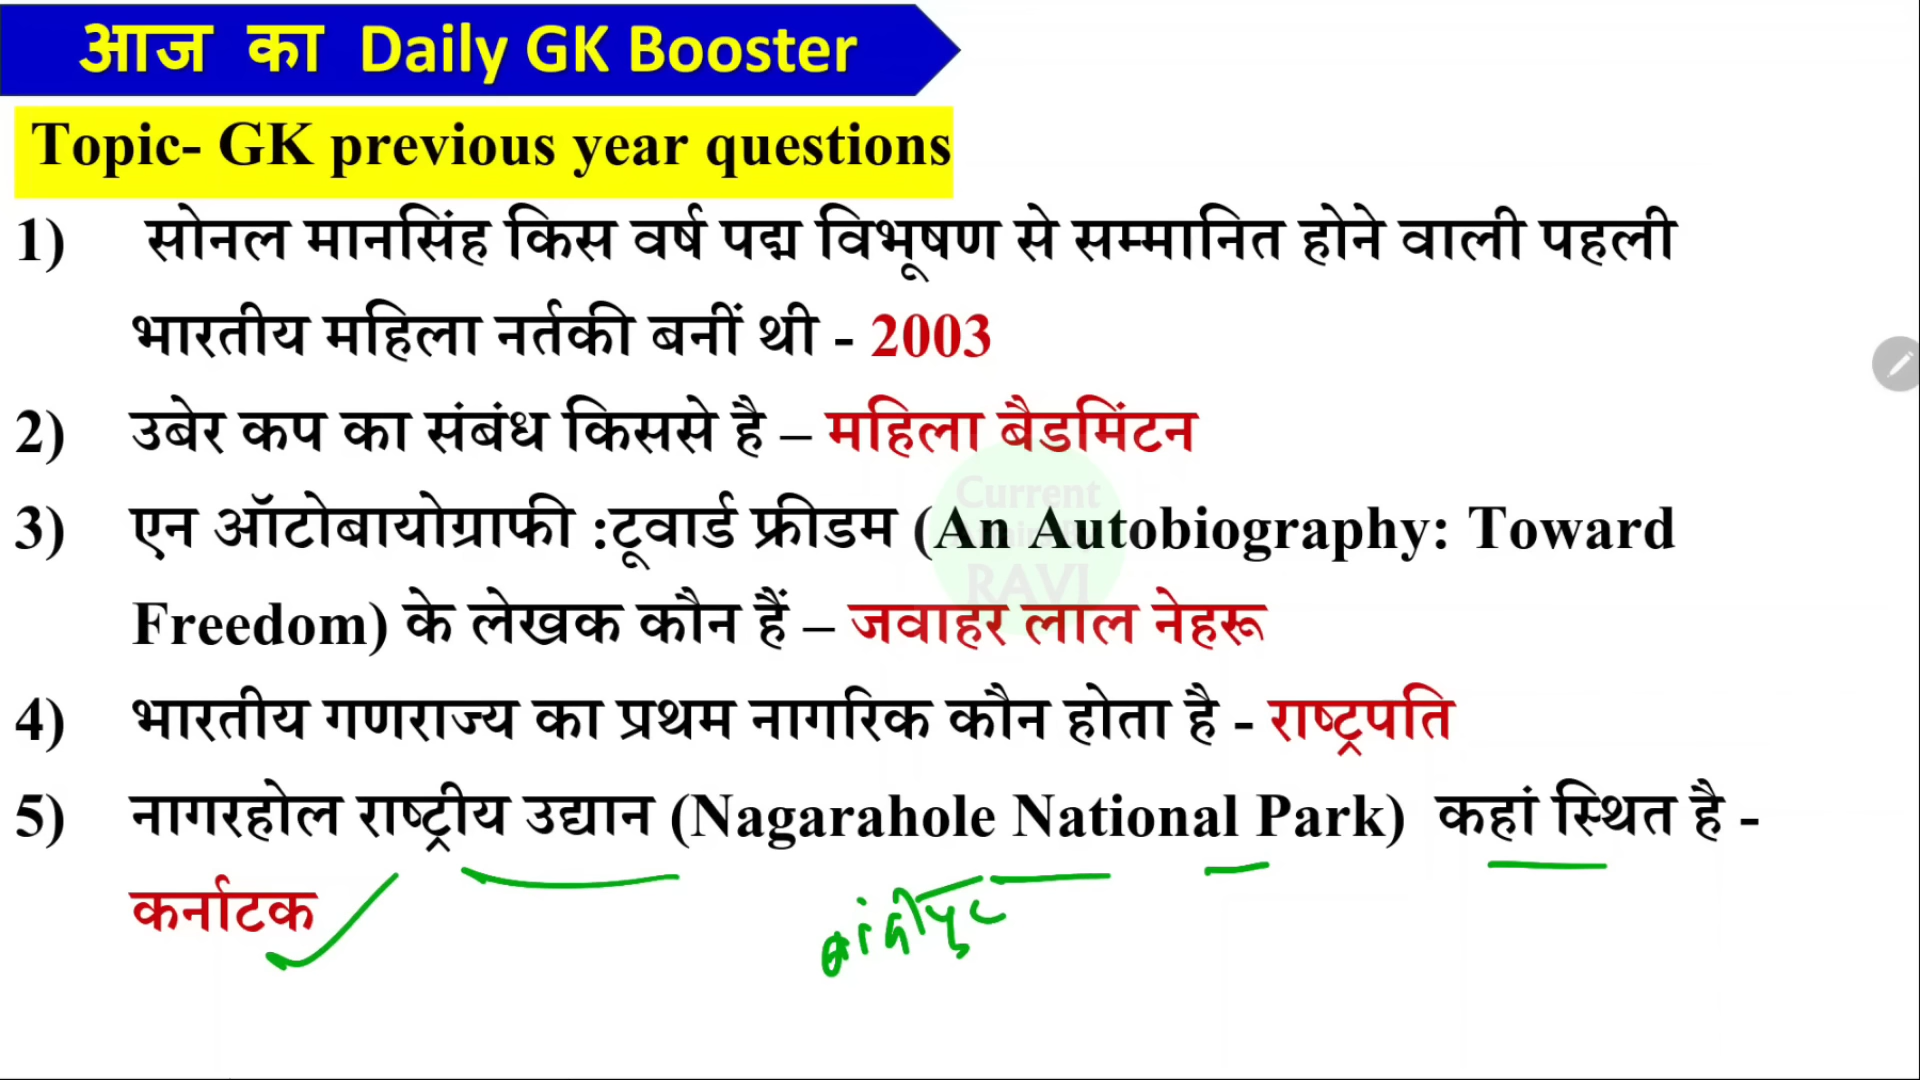 आज का Daily GK Booster
Topic- GK previous year questions
1) सोनल मानसिंह किस वर्ष पद्म विभूषण से सम्मानित होने वाली पहली
भारतीय महिला नर्तकी बनीं थी - 2003
2) उबेर कप का संबंध किससे है – महिला बैडमिंटन
3) एन ऑटोबायोग्राफी :टूवार्ड फ्रीडम (An Autobiography: Toward
Freedom) के लेखक कौन हैं – जवाहर लाल नेहरू
4) भारतीय गणराज्य का प्रथम नागरिक कौन होता है - राष्ट्रपति
5) नागरहोल राष्ट्रीय उद्यान (Nagarahole National Park) कहां स्थित है -
कर्नाटक
बांदीपुर
Current
RAVI